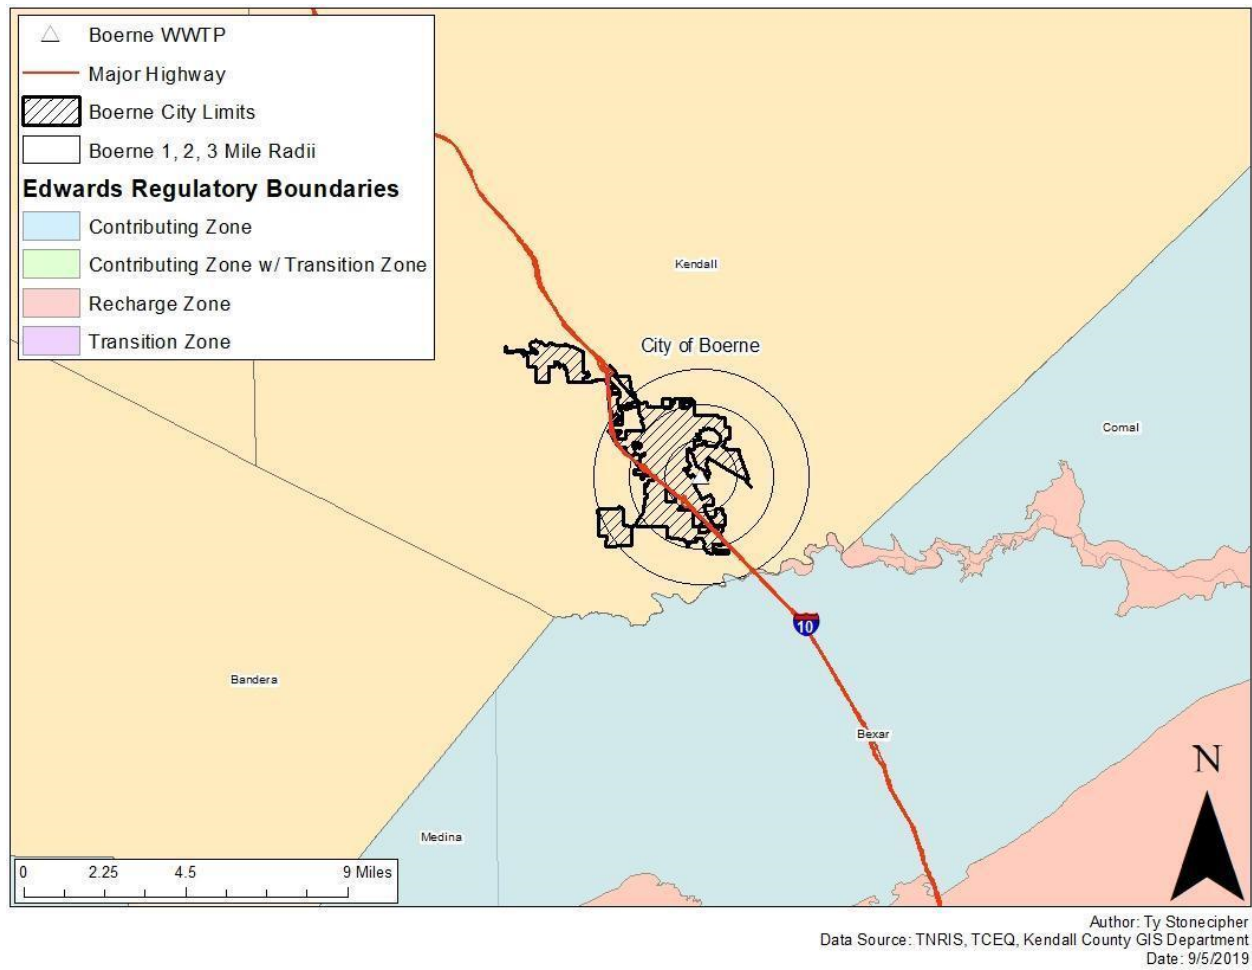 Boerne WWTP
Major Highway
Boerne City Limits
Boerne 1, 2, 3 Mile Radii
Edwards Regulatory Boundaries
Contributing Zone
Contributing Zone w/ Transition Zone
Recharge Zone
Transition Zone
Kendall
City of Boerne
Comal
10
Bandera
Bexar
N
Medina
0 2.25 4.5 9 Miles
Author: Ty Stonecipher
Data Source: TNRIS, TCEQ, Kendall County GIS Department
Date: 9/5/2019